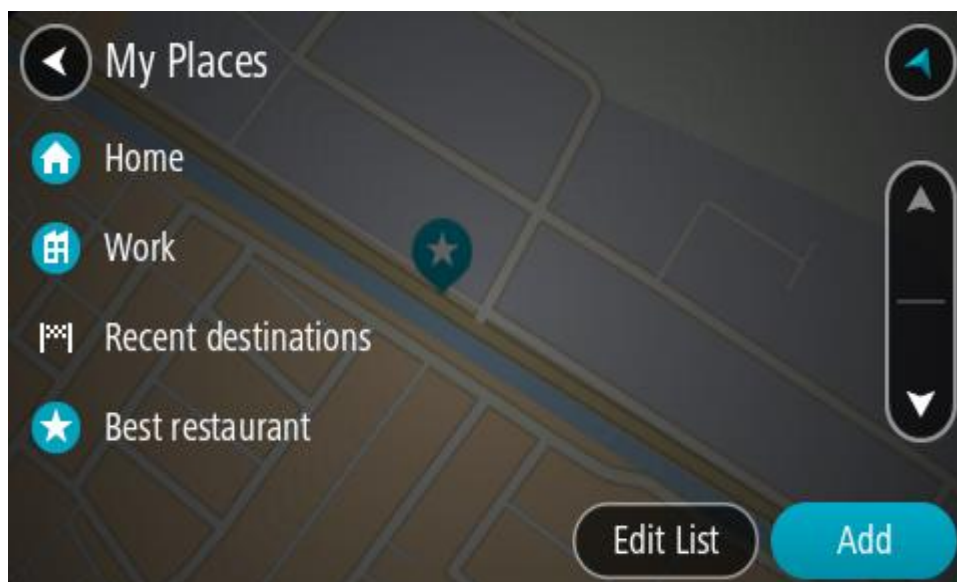 My Places
Home
Work
Recent destinations
Best restaurant
Edit List
Add